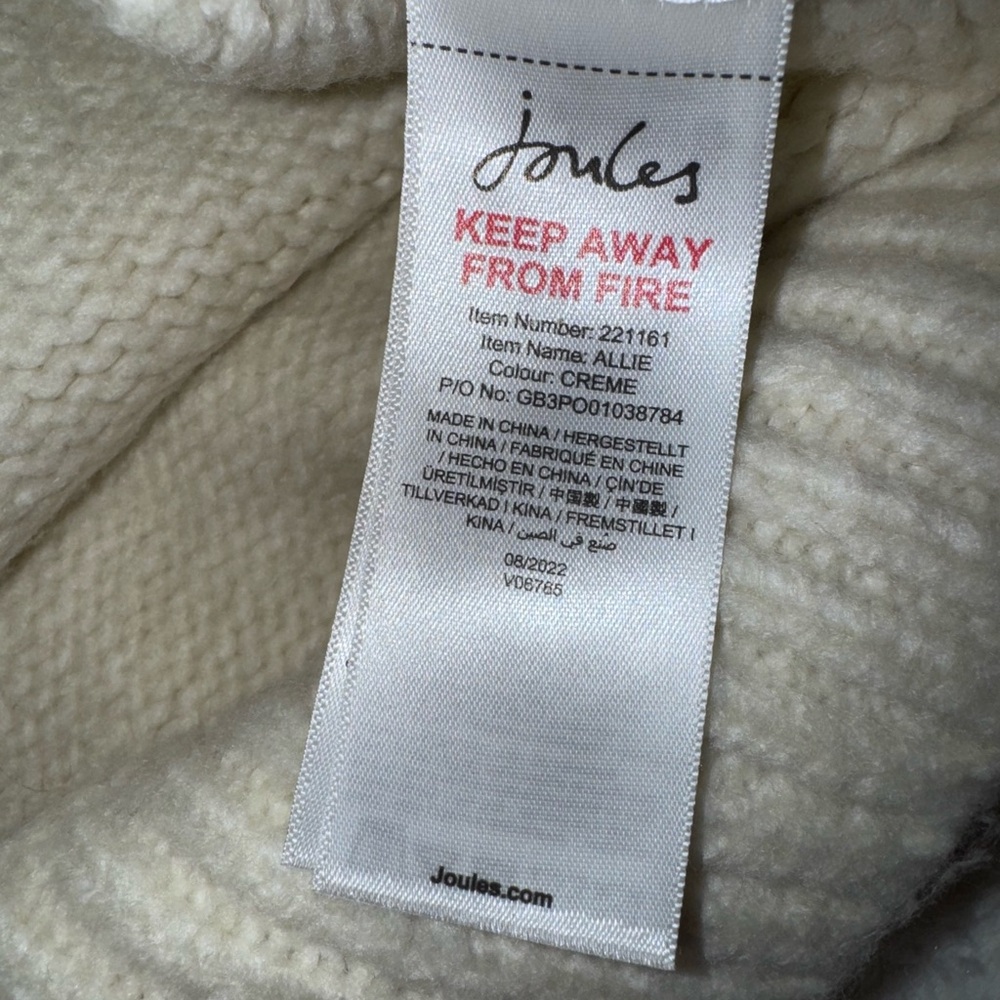 joules
KEEP AWAY
FROM FIRE
Item Number: 221161
Item Name: ALLIE
Colour: CREME
P/O No: GB3PO01038784
MADE IN CHINA / HERGESTELLT
IN CHINA / FABRIQUÉ EN CHINE
/ HECHO EN CHINA / ÇIN'DE
ÜRETİLMİŞTİR / 中国製 / 中國製 /
TILLVERKAD I KINA / FREMSTILLET I
KINA / صنع في الصين
08/2022
V06765
Joules.com